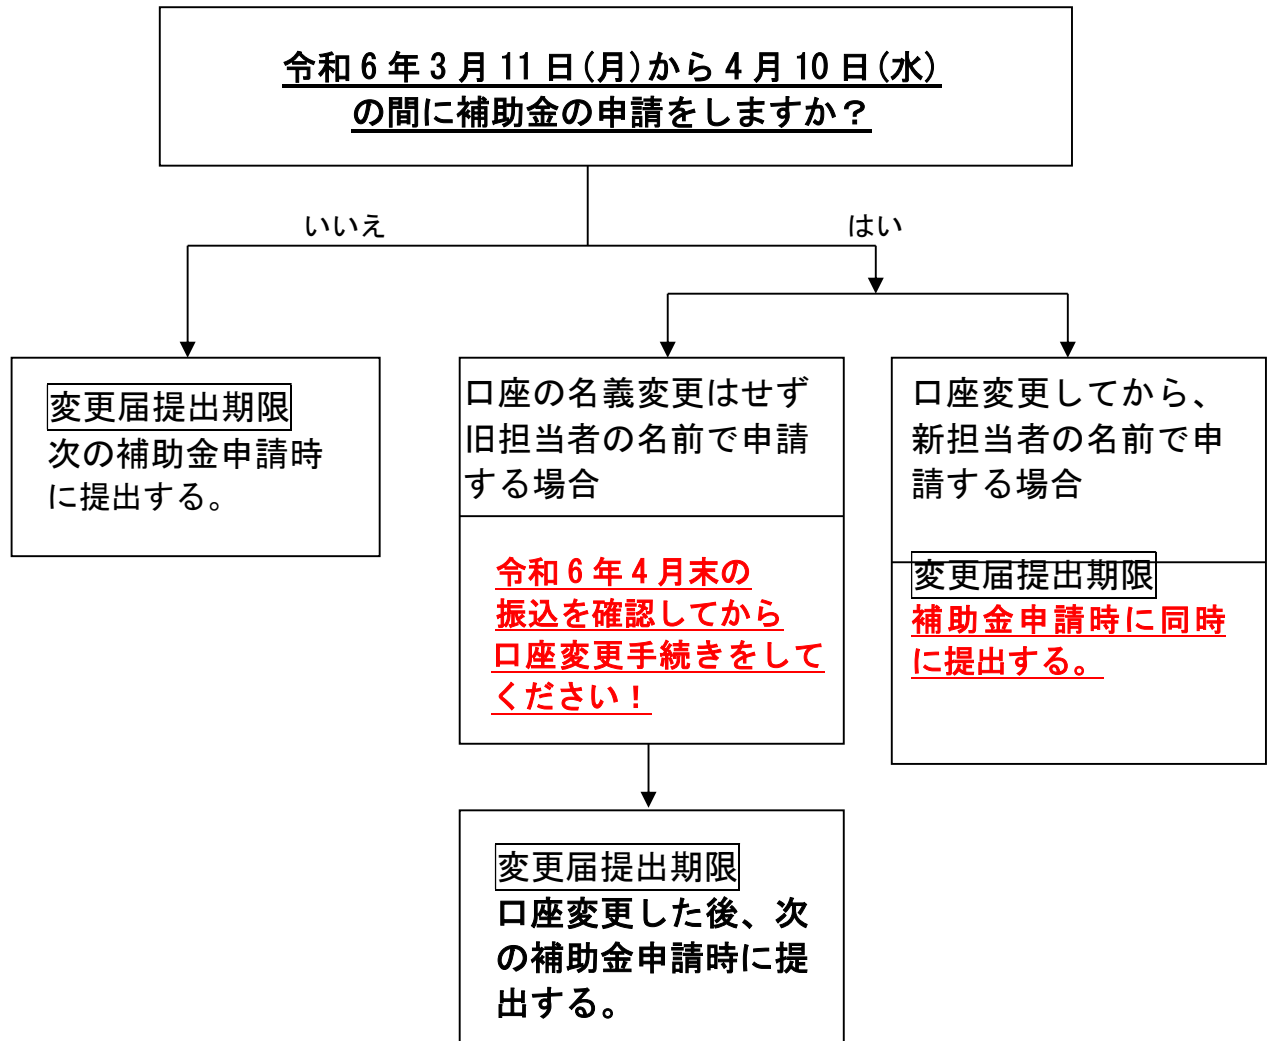 令和6年3月11日(月)から4月10日(水)
の間に補助金の申請をしますか？
いいえ
はい
変更届提出期限
次の補助金申請時
に提出する。
口座の名義変更はせず
旧担当者の名前で申請
する場合
令和6年4月末の
振込を確認してから
口座変更手続きをして
ください！
変更届提出期限
口座変更した後、次
の補助金申請時に提
出する。
口座変更してから、
新担当者の名前で申
請する場合
変更届提出期限
補助金申請時に同時
に提出する。